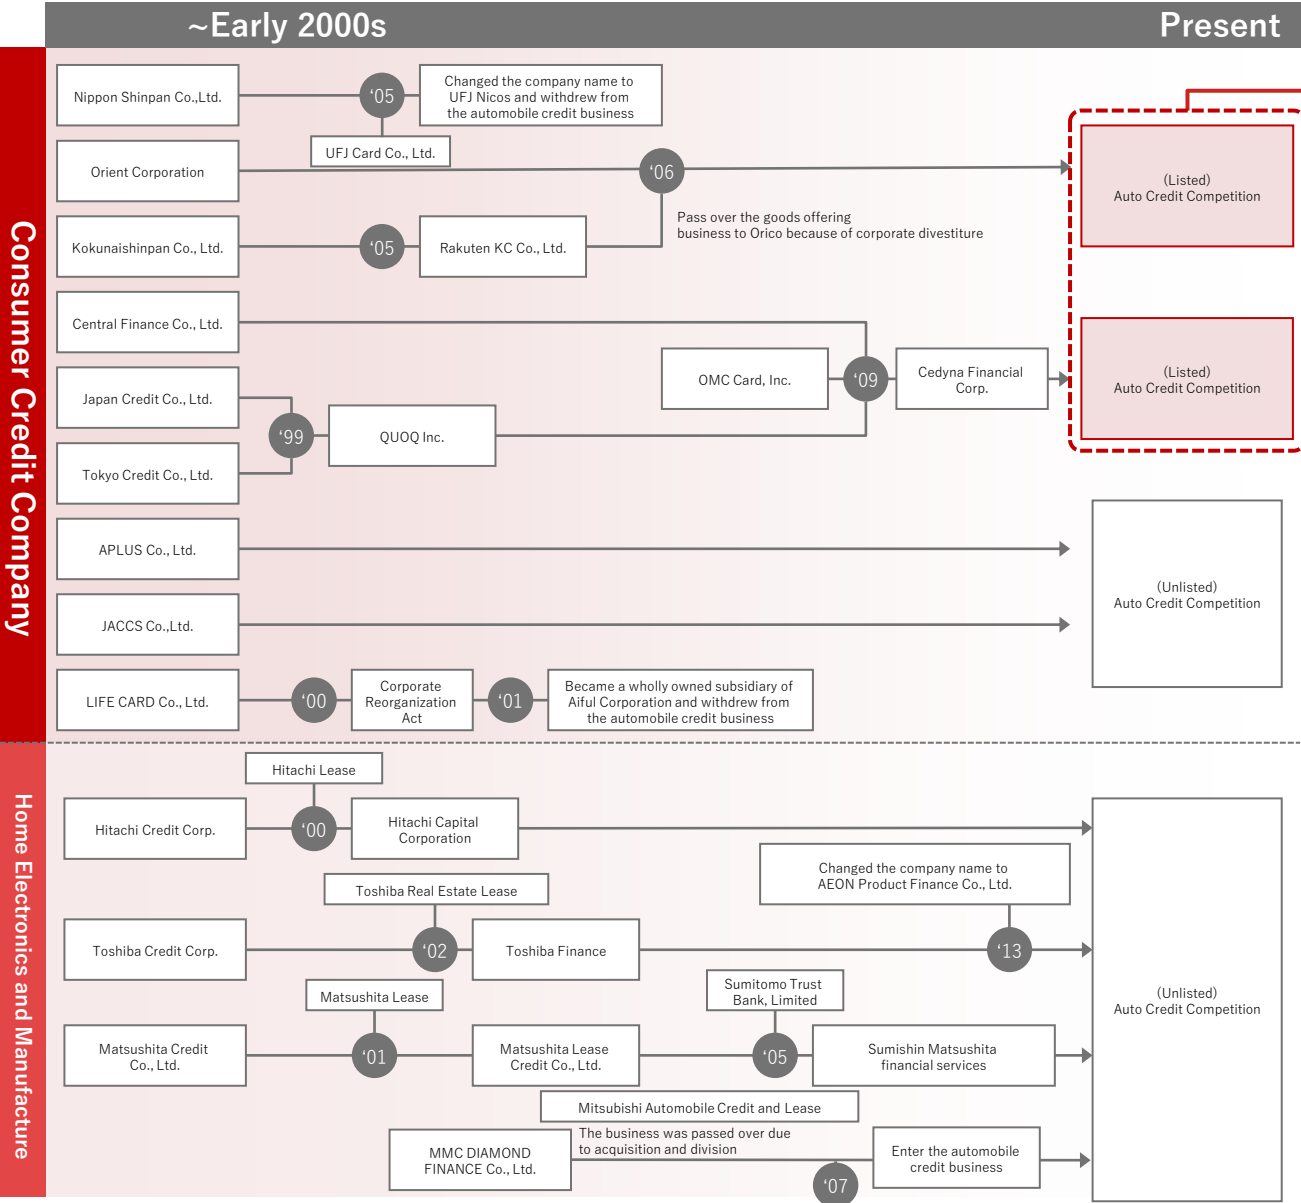 ~Early 2000s
Present
Consumer Credit Company
Nippon Shinpan Co.,Ltd.
‘05
Changed the company name to
UFJ Nicos and withdrew from
the automobile credit business
UFJ Card Co., Ltd.
Orient Corporation
‘06
(Listed)
Auto Credit Competition
Pass over the goods offering
business to Orico because of corporate divestiture
Kokunaishinpan Co., Ltd.
‘05
Rakuten KC Co., Ltd.
Central Finance Co., Ltd.
OMC Card, Inc.
‘09
Cedyna Financial
Corp.
(Listed)
Auto Credit Competition
Japan Credit Co., Ltd.
‘99
QUOQ Inc.
Tokyo Credit Co., Ltd.
APLUS Co., Ltd.
(Unlisted)
Auto Credit Competition
JACCS Co.,Ltd.
LIFE CARD Co., Ltd.
‘00
Corporate
Reorganization
Act
‘01
Became a wholly owned subsidiary of
Aiful Corporation and withdrew from
the automobile credit business
Home Electronics and Manufacture
Hitachi Lease
Hitachi Credit Corp.
‘00
Hitachi Capital
Corporation
Changed the company name to
AEON Product Finance Co., Ltd.
Toshiba Real Estate Lease
Toshiba Credit Corp.
‘02
Toshiba Finance
‘13
Matsushita Lease
Sumitomo Trust
Bank, Limited
(Unlisted)
Auto Credit Competition
Matsushita Credit
Co., Ltd.
‘01
Matsushita Lease
Credit Co., Ltd.
‘05
Sumishin Matsushita
financial services
Mitsubishi Automobile Credit and Lease
MMC DIAMOND
FINANCE Co., Ltd.
The business was passed over due
to acquisition and division
‘07
Enter the automobile
credit business